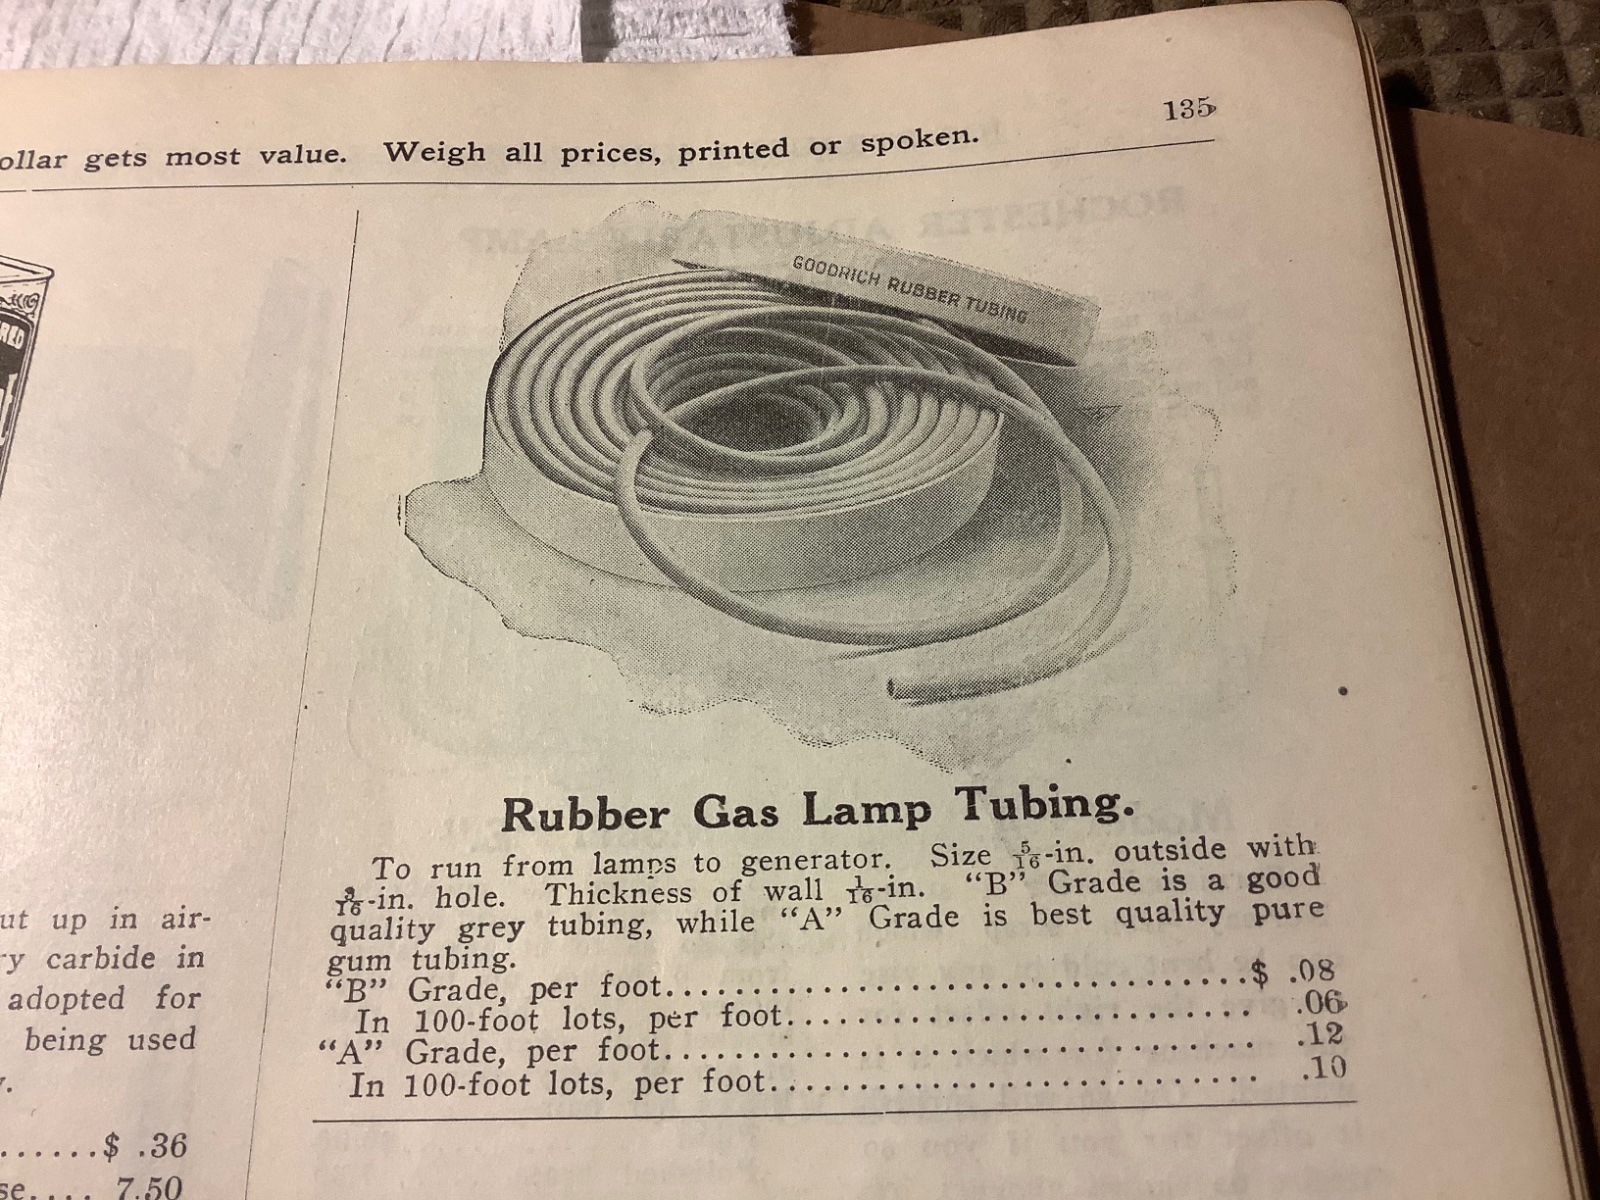 135
gets most value. Weigh all prices, printed or spoken.
GOODRICH RUBBER TUBING
Rubber Gas Lamp Tubing.
To run from lamps to generator. Size 5/16-in. outside with
3/16-in. hole. Thickness of wall 1/16-in. “B” Grade is a good
quality grey tubing, while “A” Grade is best quality pure
gum tubing.
“B” Grade, per foot........................................$ .08
In 100-foot lots, per foot............................... .06
“A” Grade, per foot........................................ .12
In 100-foot lots, per foot................................ .10
up in air-
carbide in
adopted for
being used
......$ .36
.... 7.50